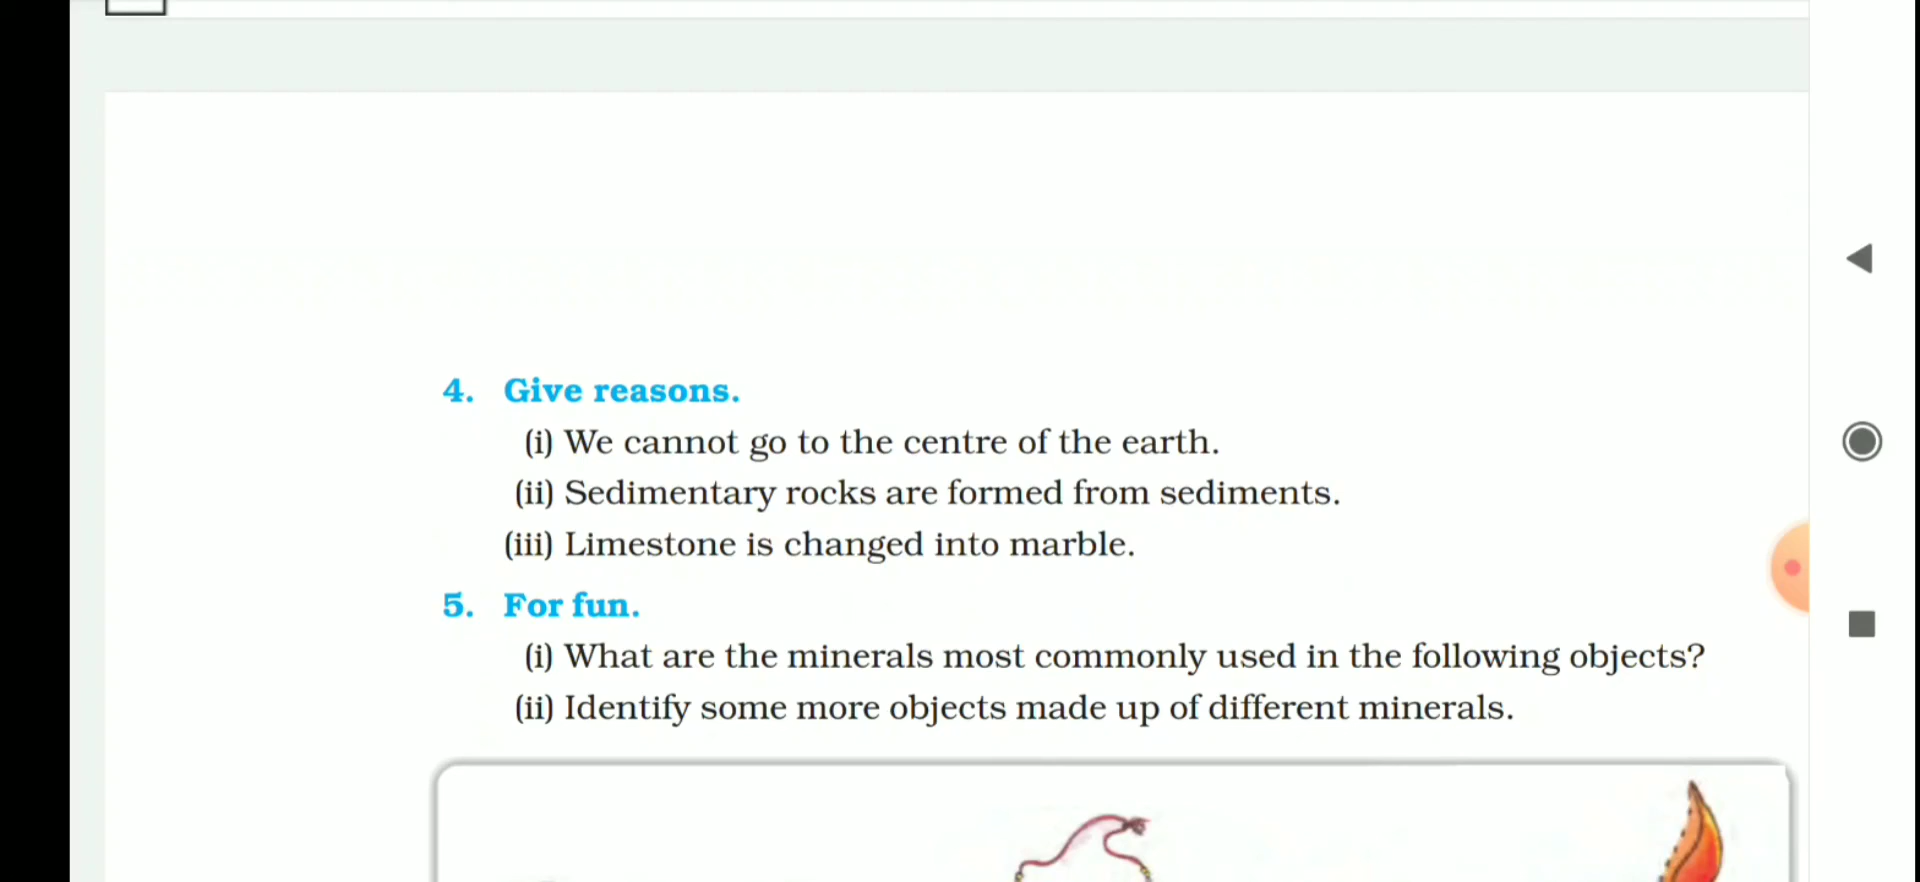 4. Give reasons.
(i) We cannot go to the centre of the earth.
(ii) Sedimentary rocks are formed from sediments.
(iii) Limestone is changed into marble.
5. For fun.
(i) What are the minerals most commonly used in the following objects?
(ii) Identify some more objects made up of different minerals.